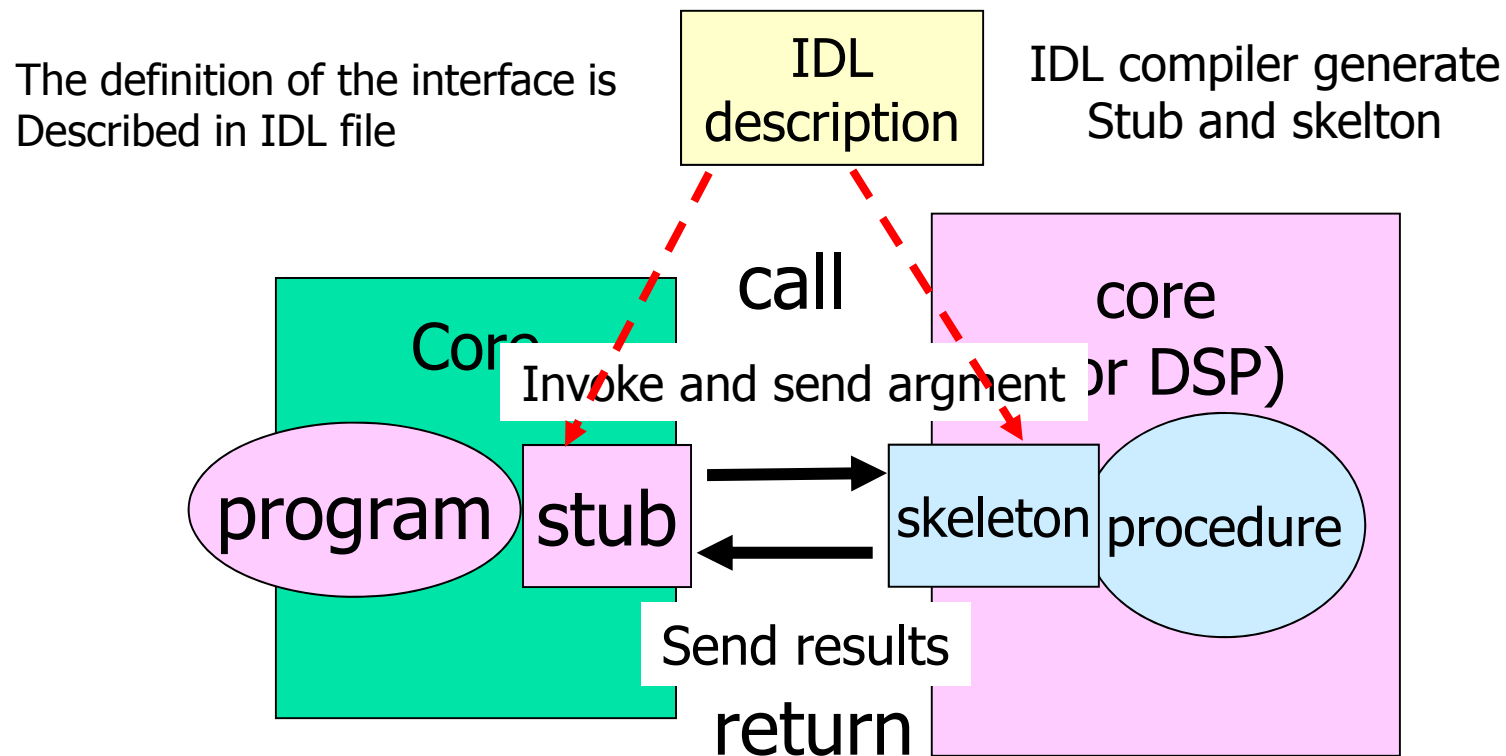 The definition of the interface is
Described in IDL file
IDL
description
IDL compiler generate
Stub and skelton
call
Core
core
or DSP)
Invoke and send argment
program
stub
skeleton
procedure
Send results
return